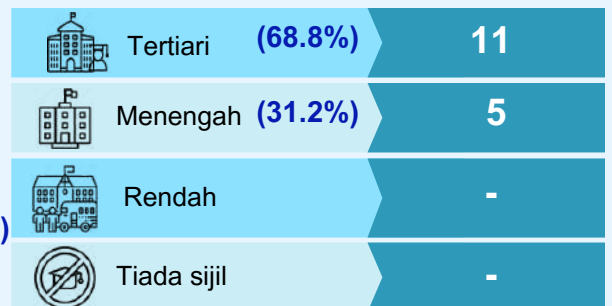 Tertiari (68.8%) 11
Menengah (31.2%) 5
Rendah -
)
Tiada sijil -